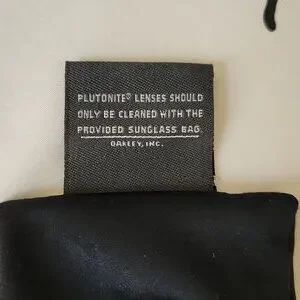 PLUTONITE® LENSES SHOULD
ONLY BE CLEANED WITH THE
PROVIDED SUNGLASS BAG.
OAKLEY, INC.